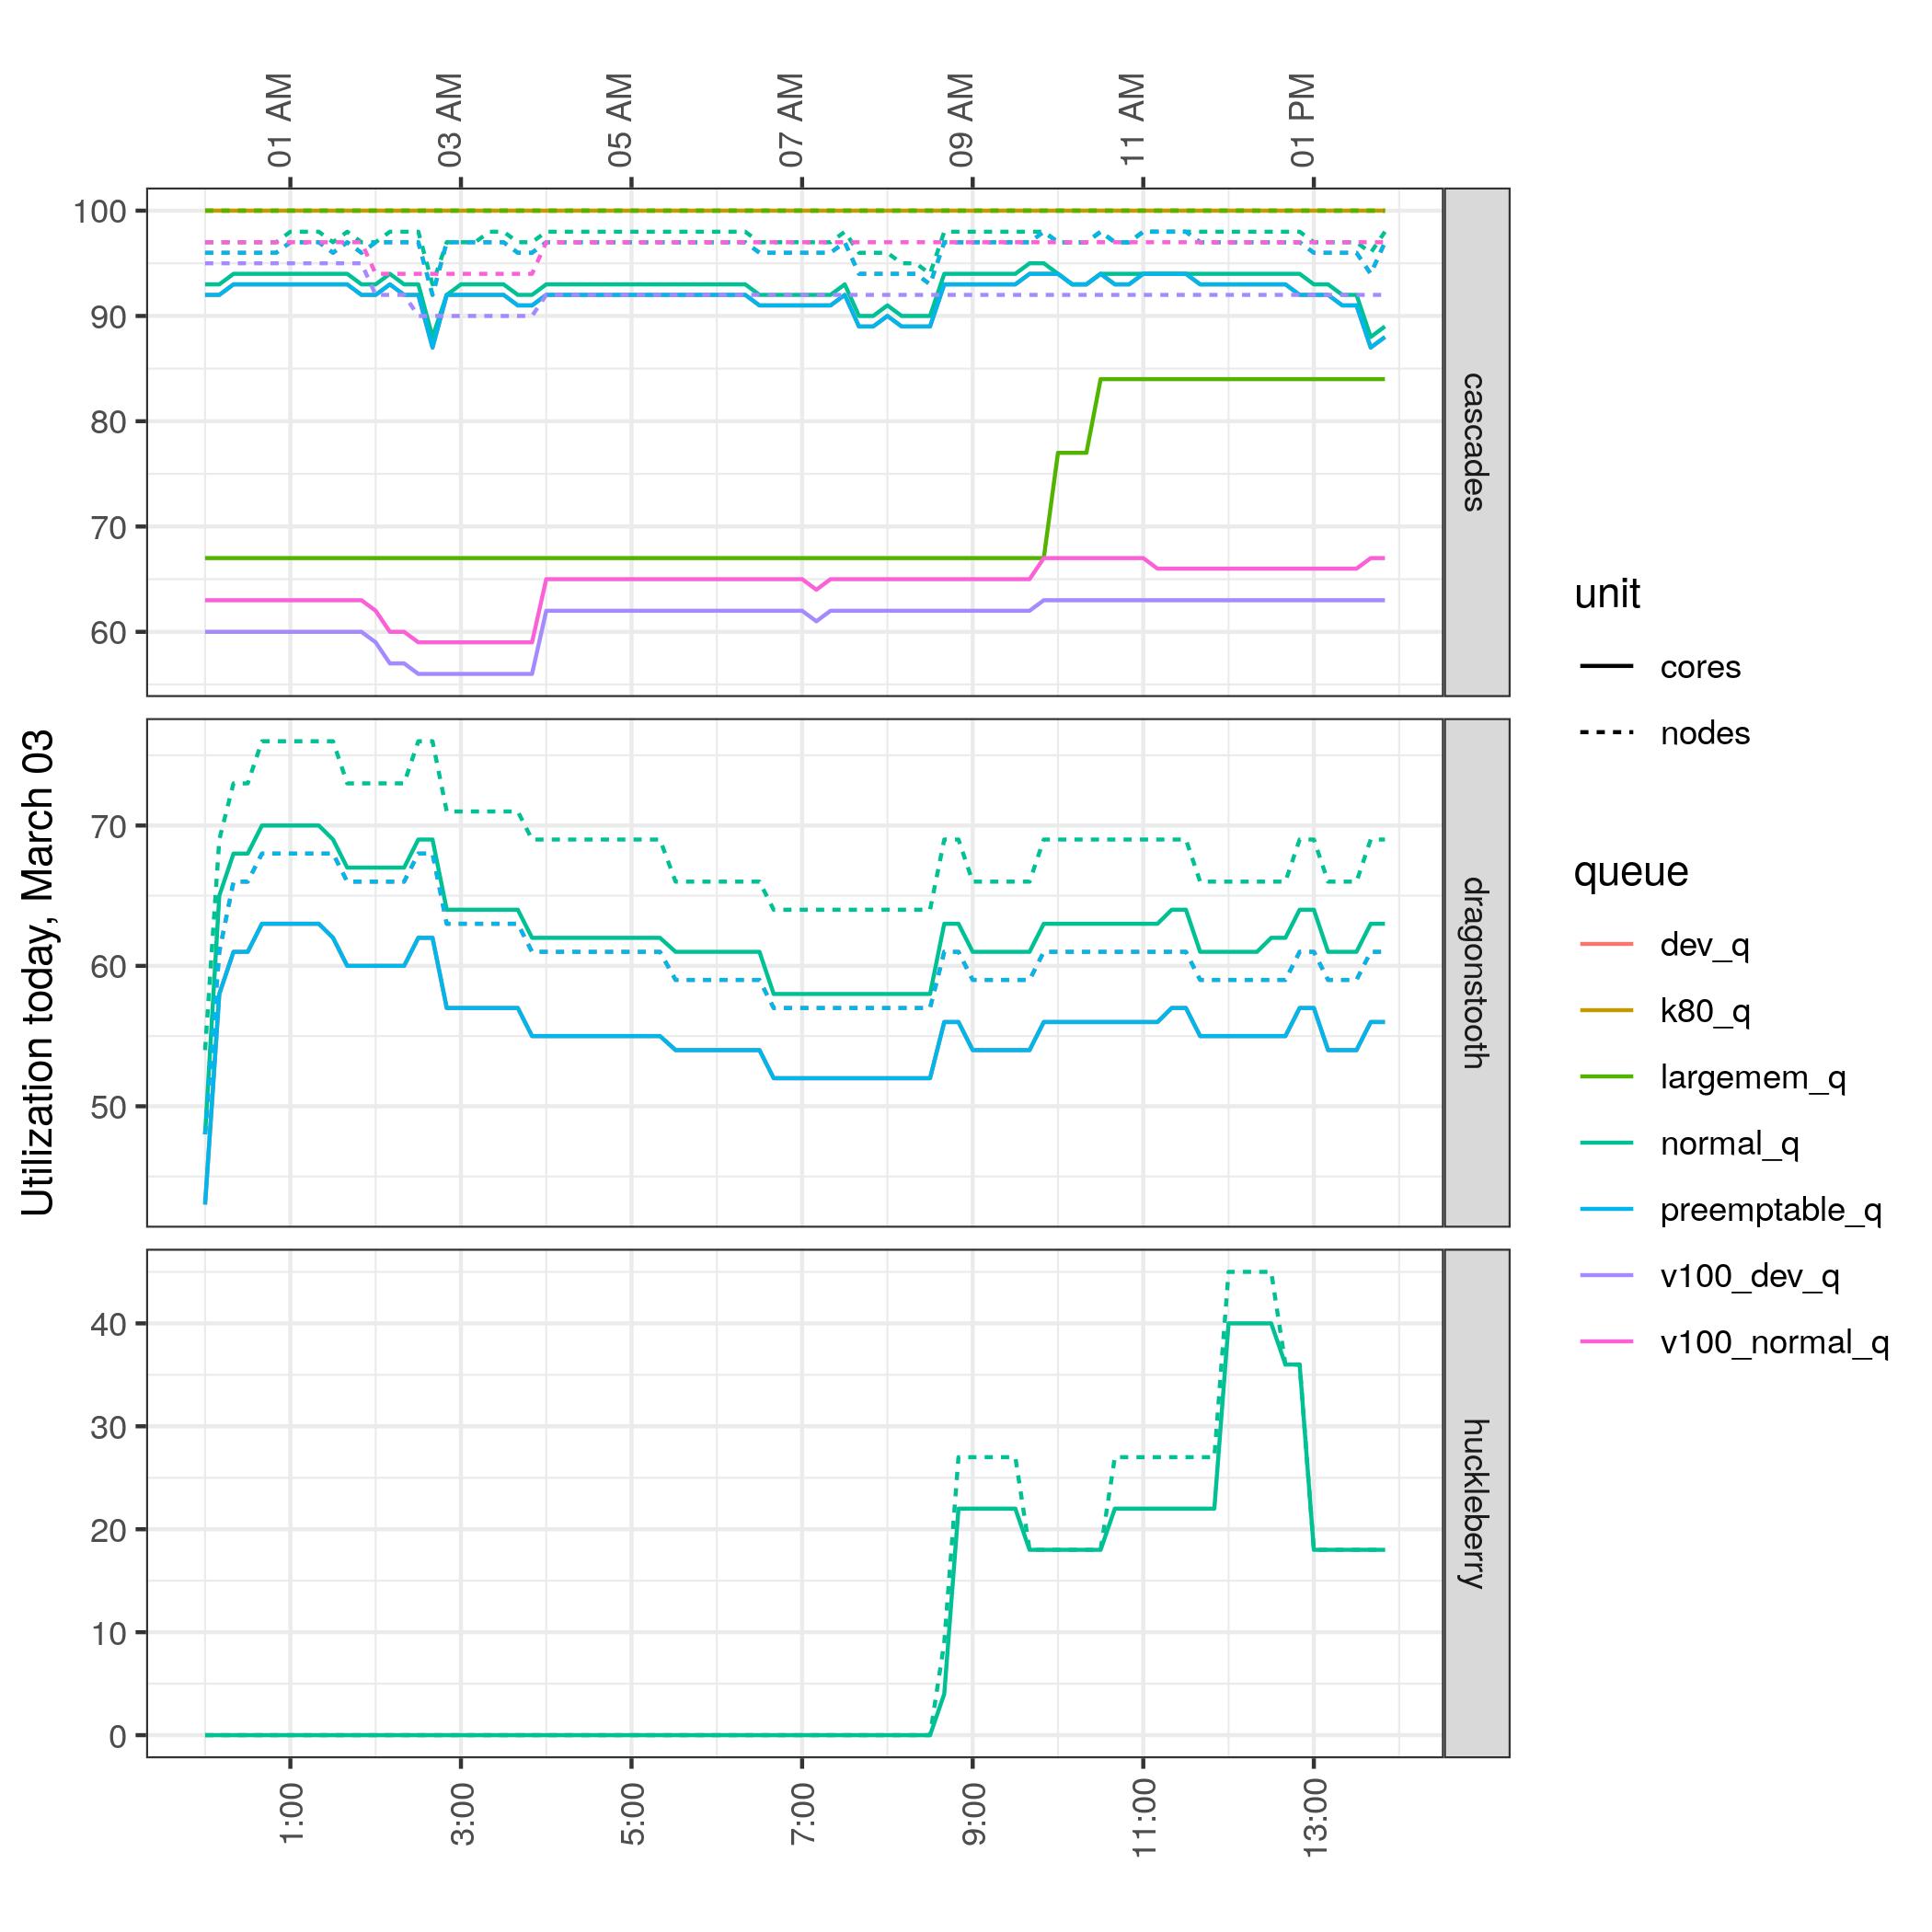 01 AM
03 AM
05 AM
07 AM
09 AM
11 AM
01 PM
Utilization today, March 03
100
90
80
70
60
cascades
70
60
50
dragonstooth
40
30
20
10
0
huckleberry
1:00
3:00
5:00
7:00
9:00
11:00
13:00
unit
cores
nodes
queue
dev_q
k80_q
largemem_q
normal_q
preemptable_q
v100_dev_q
v100_normal_q